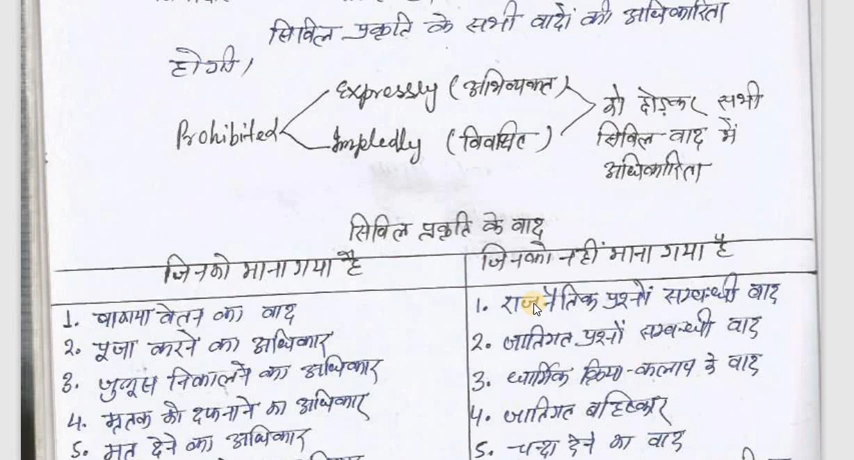 सिविल प्रकृति के सभी वादों की अधिकारिता
होगी।
Prohibited
Expressly (अभिव्यक्त)
Impledly (विवक्षित)
को छोड़कर सभी
सिविल वाद में
अधिकारिता
सिविल प्रकृति के वाद
जिनको माना गया है
जिनको नहीं माना गया है
1. बकाया वेतन का वाद
2. पूजा करने का अधिकार
3. जुलूस निकालने का अधिकार
4. मृतक को दफनाने का अधिकार
5. मत देने का अधिकार
1. राजनैतिक प्रश्नों सम्बन्धी वाद
2. जातिगत प्रश्नों सम्बन्धी वाद
3. धार्मिक क्रिया-कलाप के वाद
4. जातिगत बहिष्कार
5. चन्दा देने का वाद